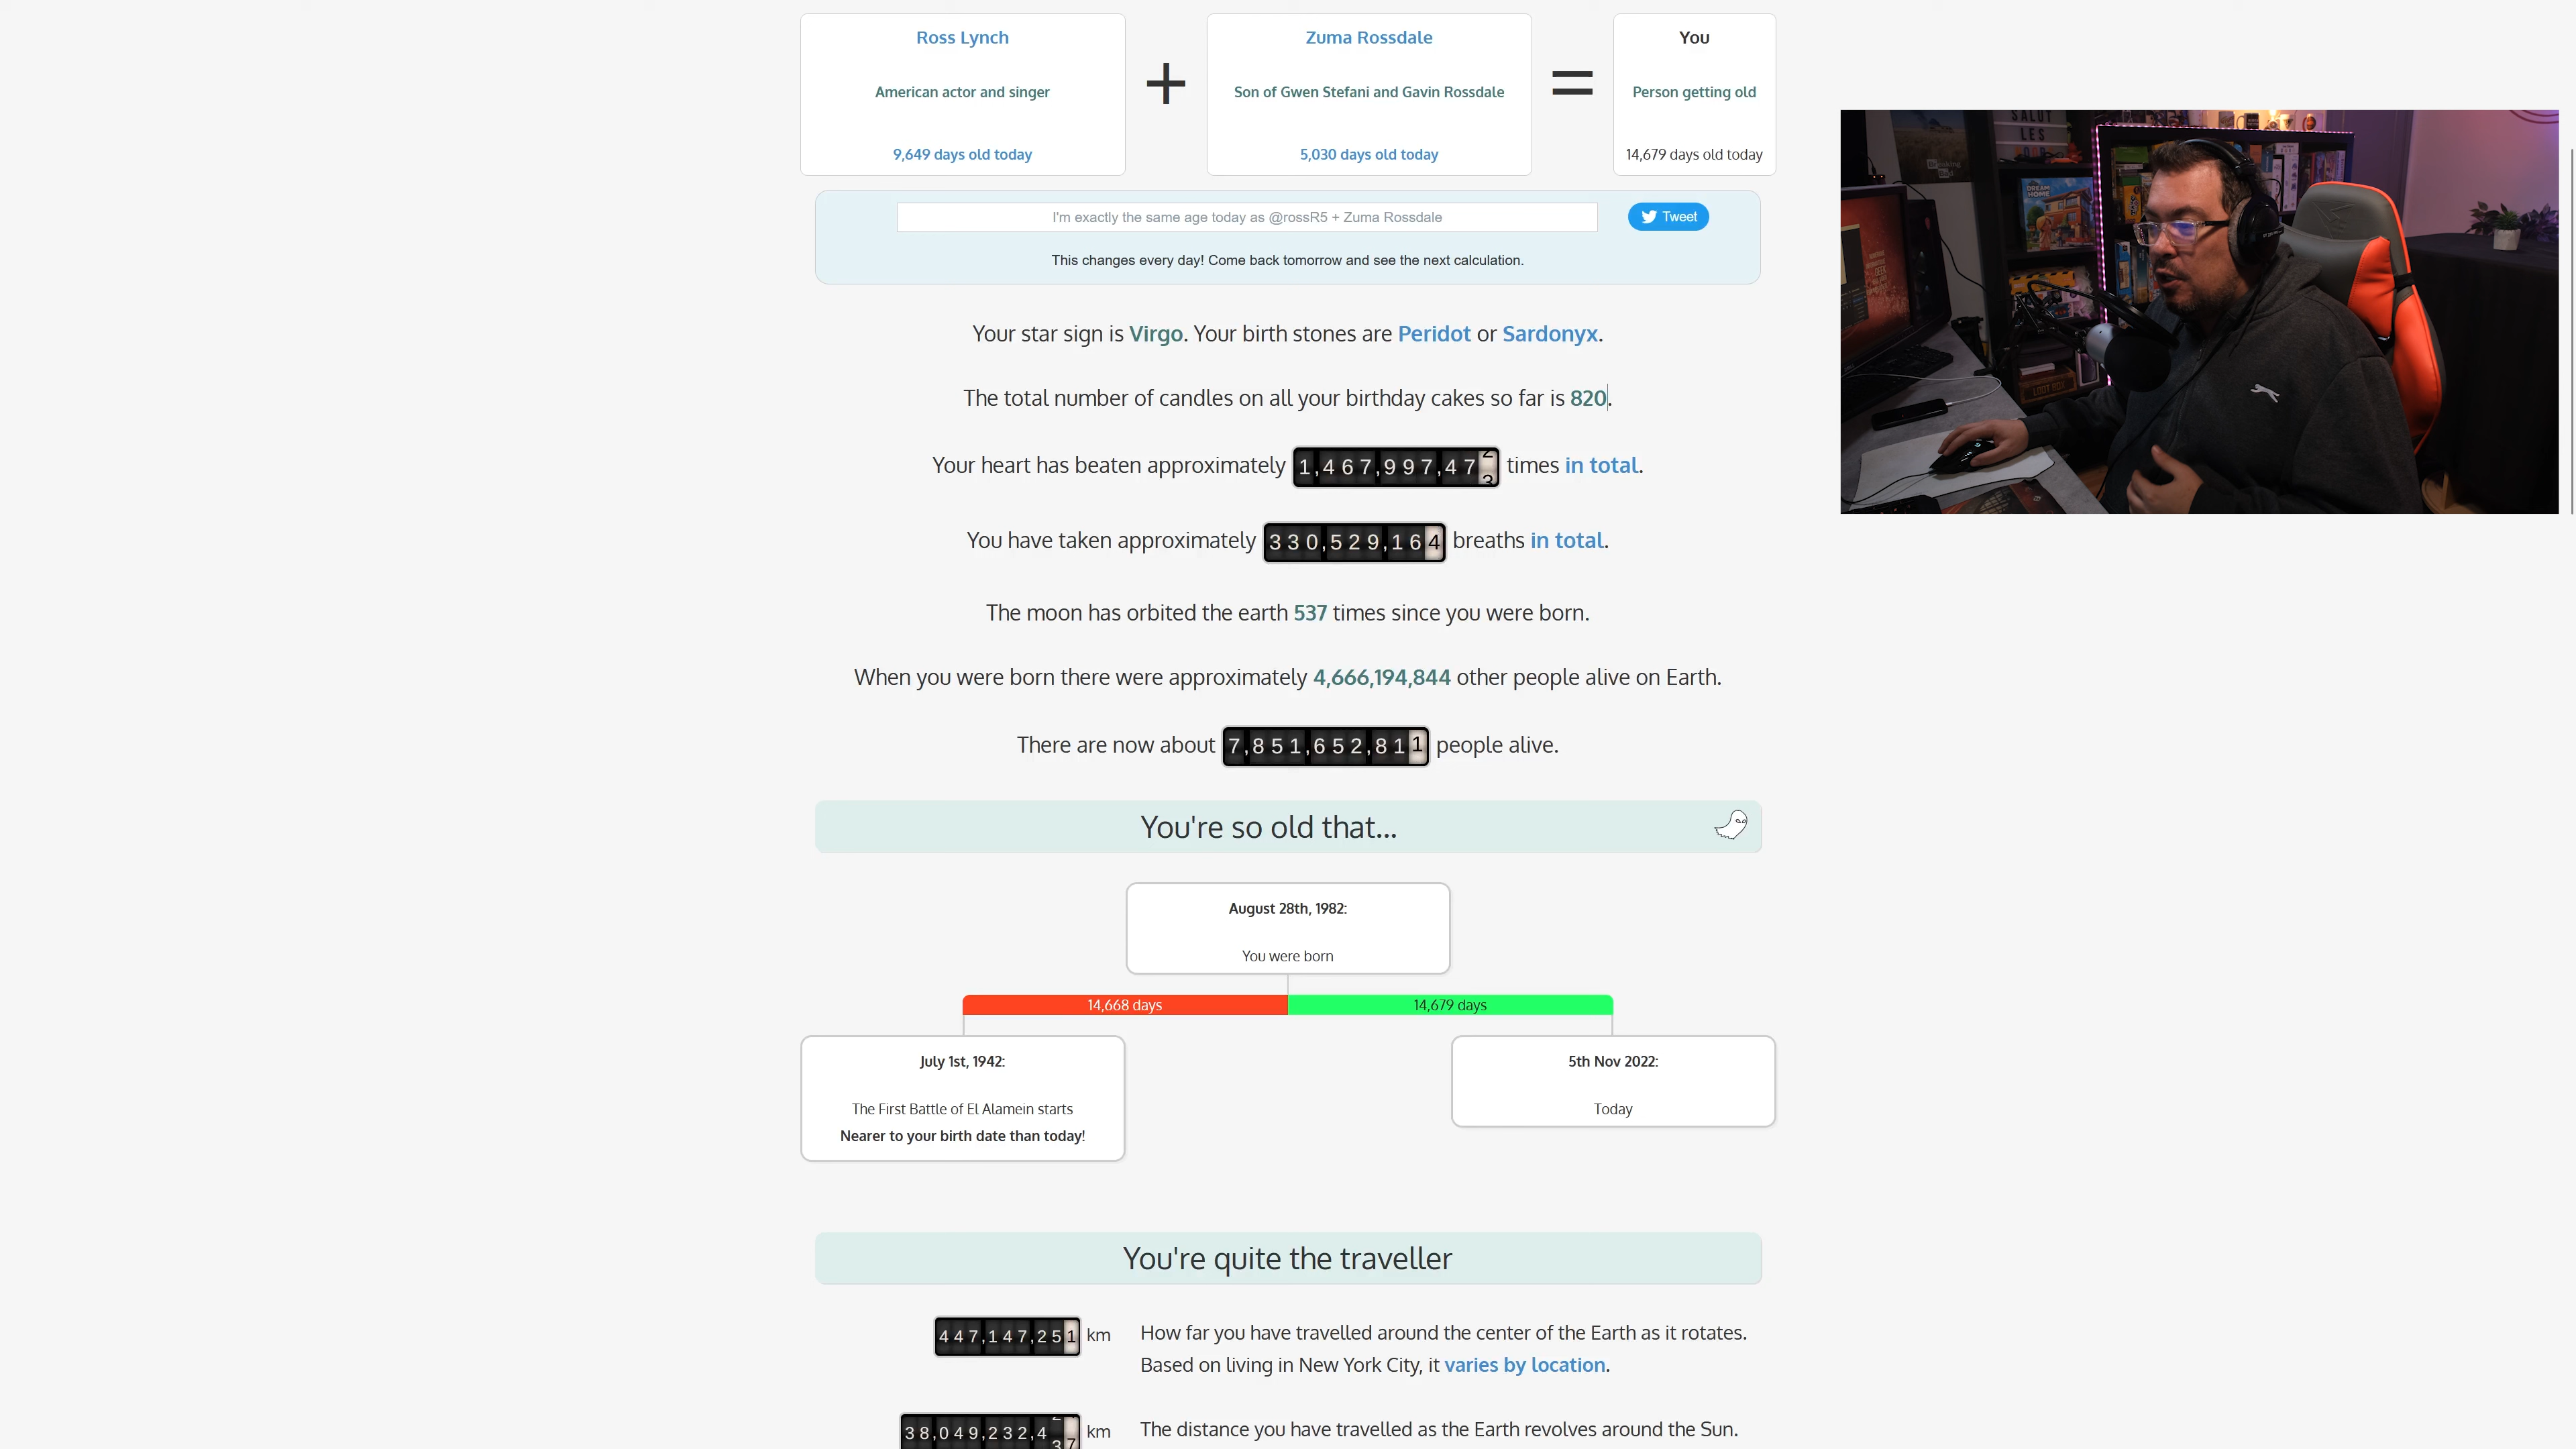 Ross Lynch
American actor and singer
9,649 days old today
+
Zuma Rossdale
Son of Gwen Stefani and Gavin Rossdale
5,030 days old today
=
You
Person getting old
14,679 days old today
I'm exactly the same age today as @rossR5 + Zuma Rossdale
Tweet
This changes every day! Come back tomorrow and see the next calculation.
SALUT
LES
DREAM
HOME
LOOT BOX
Your star sign is Virgo. Your birth stones are Peridot or Sardonyx.
The total number of candles on all your birthday cakes so far is 820.
Your heart has beaten approximately 1,467,997,47 times in total.
You have taken approximately 330,529,164 breaths in total.
The moon has orbited the earth 537 times since you were born.
When you were born there were approximately 4,666,194,844 other people alive on Earth.
There are now about 7,851,652,811 people alive.
You're so old that...
August 28th, 1982:
You were born
14,668 days
14,679 days
July 1st, 1942:
The First Battle of El Alamein starts
Nearer to your birth date than today!
5th Nov 2022:
Today
You're quite the traveller
447,147,251 km
How far you have travelled around the center of the Earth as it rotates.
Based on living in New York City, it varies by location.
38,049,232,4 km
The distance you have travelled as the Earth revolves around the Sun.